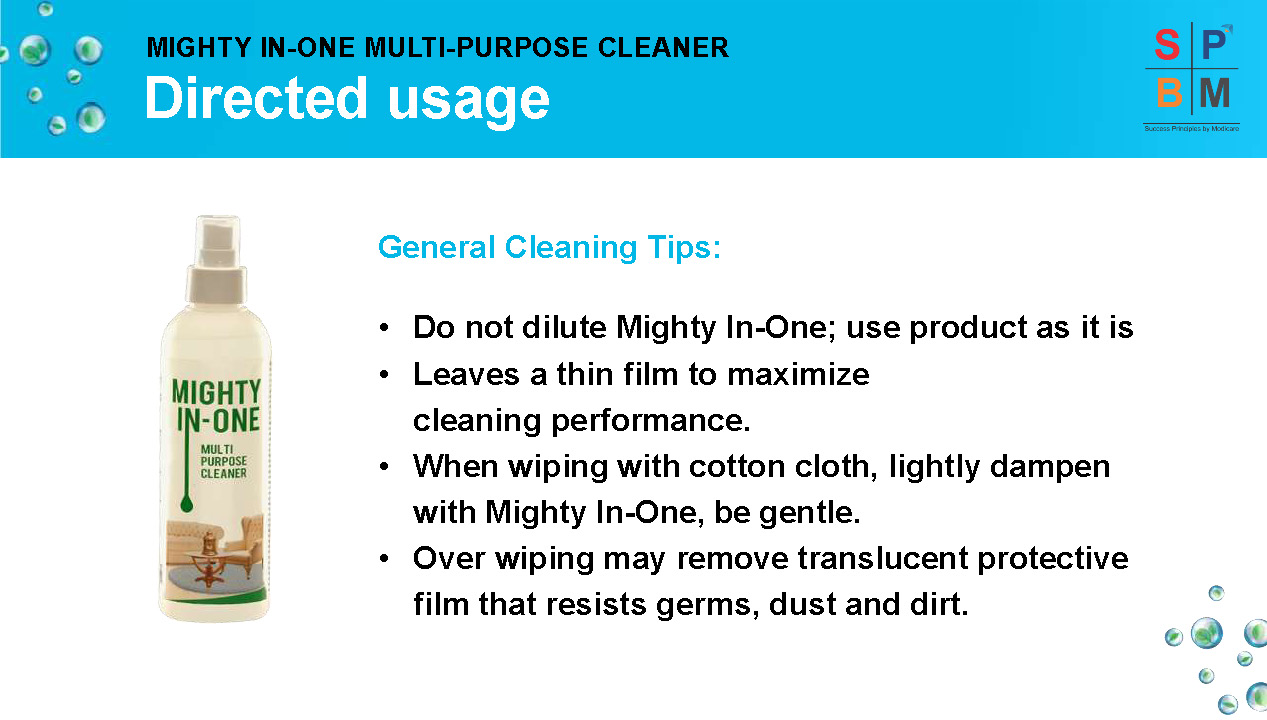 MIGHTY IN-ONE MULTI-PURPOSE CLEANER
Directed usage
S P
B M
Success Principles by Modicare
General Cleaning Tips:
• Do not dilute Mighty In-One; use product as it is
• Leaves a thin film to maximize
cleaning performance.
• When wiping with cotton cloth, lightly dampen
with Mighty In-One, be gentle.
• Over wiping may remove translucent protective
film that resists germs, dust and dirt.
MIGHTY
IN-ONE
MULTI
PURPOSE
CLEANER